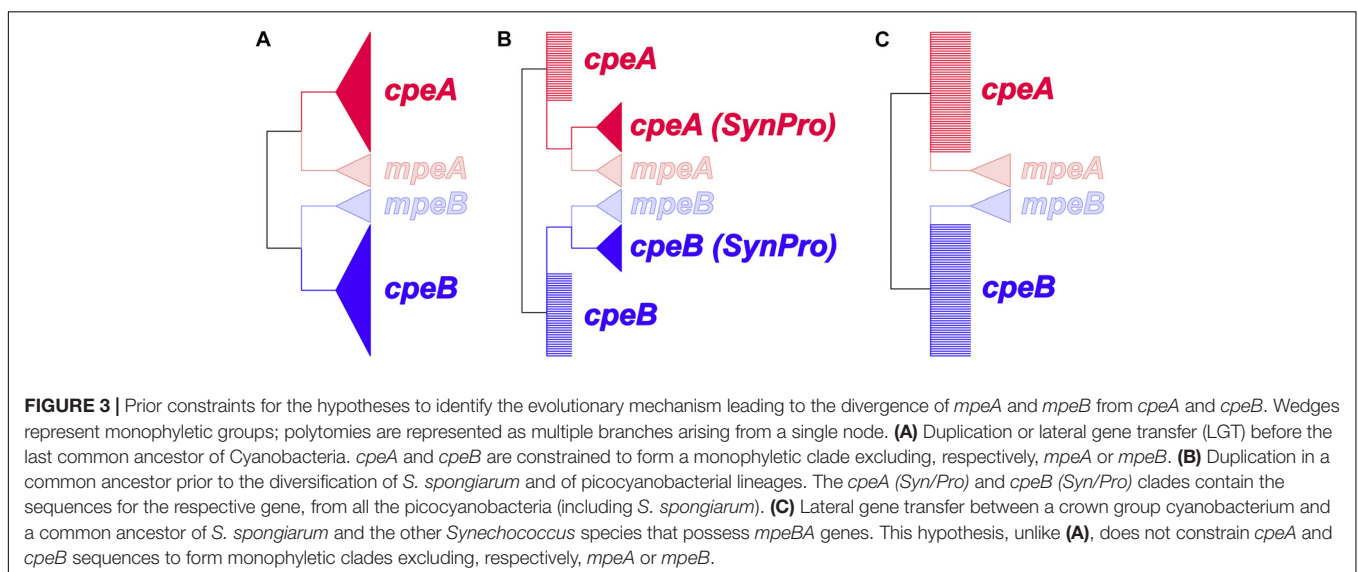 A
B
C
cpeA
mpeA
mpeB
cpeB
cpeA
cpeA (SynPro)
mpeA
mpeB
cpeB (SynPro)
cpeB
cpeA
mpeA
mpeB
cpeB
FIGURE 3 | Prior constraints for the hypotheses to identify the evolutionary mechanism leading to the divergence of mpeA and mpeB from cpeA and cpeB. Wedges
represent monophyletic groups; polytomies are represented as multiple branches arising from a single node. (A) Duplication or lateral gene transfer (LGT) before the
last common ancestor of Cyanobacteria. cpeA and cpeB are constrained to form a monophyletic clade excluding, respectively, mpeA or mpeB. (B) Duplication in a
common ancestor prior to the diversification of S. spongiarum and of picocyanobacterial lineages. The cpeA (Syn/Pro) and cpeB (Syn/Pro) clades contain the
sequences for the respective gene, from all the picocyanobacteria (including S. spongiarum). (C) Lateral gene transfer between a crown group cyanobacterium and
a common ancestor of S. spongiarum and the other Synechococcus species that possess mpeBA genes. This hypothesis, unlike (A), does not constrain cpeA and
cpeB sequences to form monophyletic clades excluding, respectively, mpeA or mpeB.